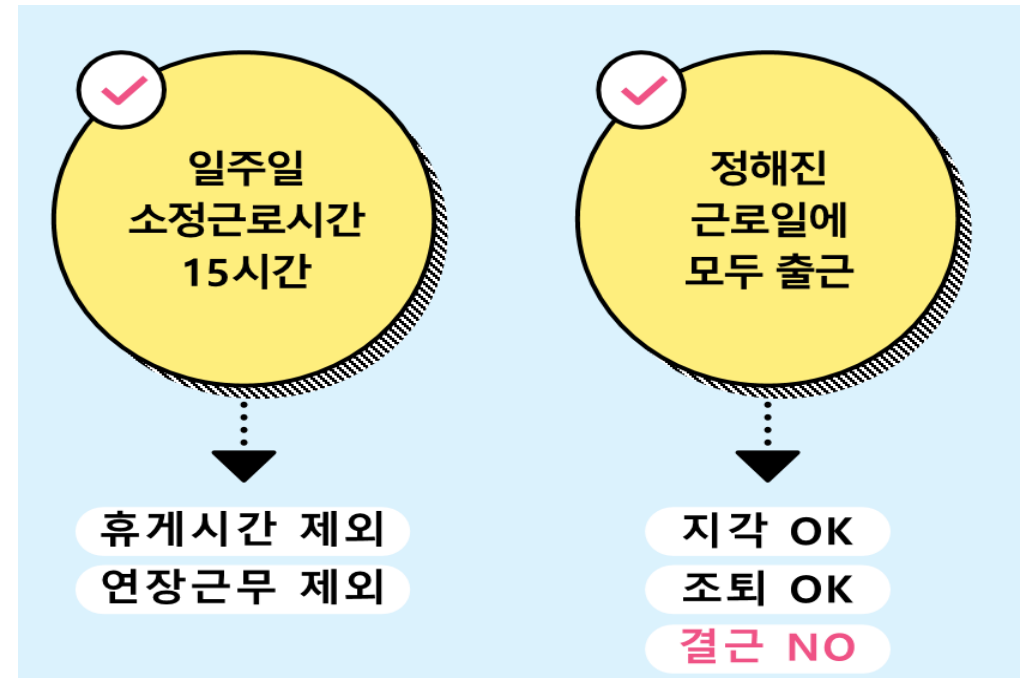 일주일
소정근로시간
15시간
휴게시간 제외
연장근무 제외
정해진
근로일에
모두 출근
지각 OK
조퇴 OK
결근 NO